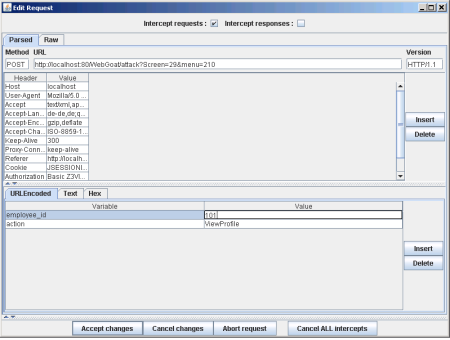 Edit Request
Intercept requests : Intercept responses :
Parsed Raw
Method URL Version
POST http://localhost:80/WebGoat/attack?Screen=29&menu=210 HTTP/1.1
Header Value
Host localhost
User-Agent Mozilla/5.0 ...
Accept text/xml,ap...
Accept-Lan... de-de,de;q...
Accept-Enc... gzip,deflate
Accept-Cha... ISO-8859-1...
Keep-Alive 300
Proxy-Conn... keep-alive
Referer http://localh...
Cookie JSESSIONI...
Authorization Basic Z3Vl...
Insert
Delete
URLEncoded Text Hex
Variable Value
employee_id 101
action ViewProfile
Insert
Delete
Accept changes Cancel changes Abort request Cancel ALL intercepts